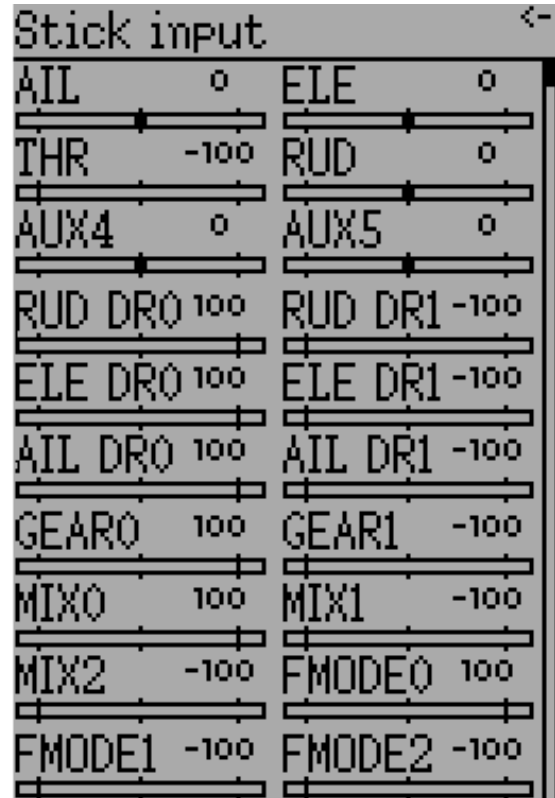 Stick input <-
AIL 0 ELE 0
THR -100 RUD 0
AUX4 0 AUX5 0
RUD DR0 100 RUD DR1 -100
ELE DR0 100 ELE DR1 -100
AIL DR0 100 AIL DR1 -100
GEAR0 100 GEAR1 -100
MIX0 100 MIX1 -100
MIX2 -100 FMODE0 100
FMODE1 -100 FMODE2 -100